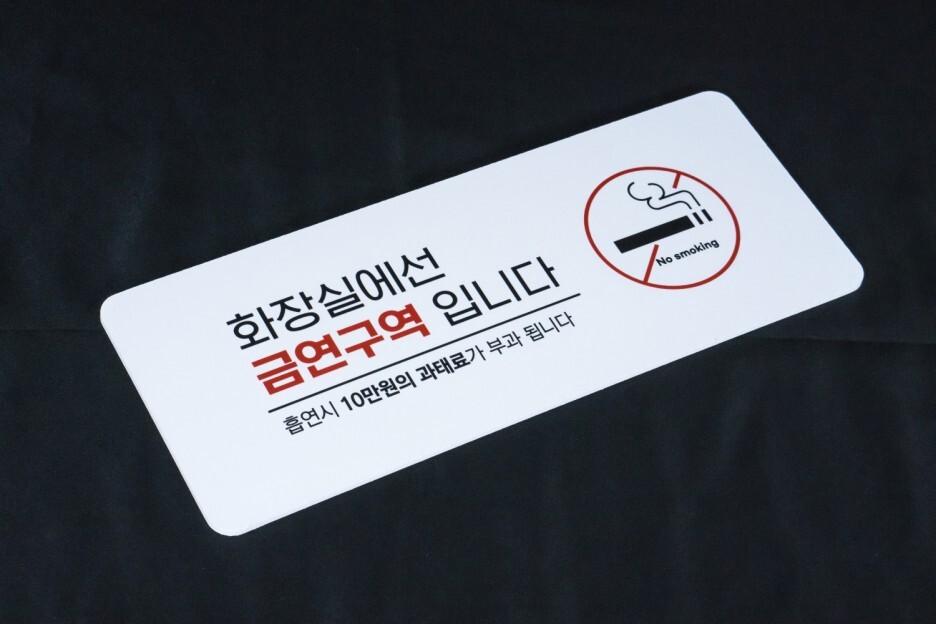 화장실에선
금연구역 입니다
흡연시 10만원의 과태료가 부과 됩니다
No smoking